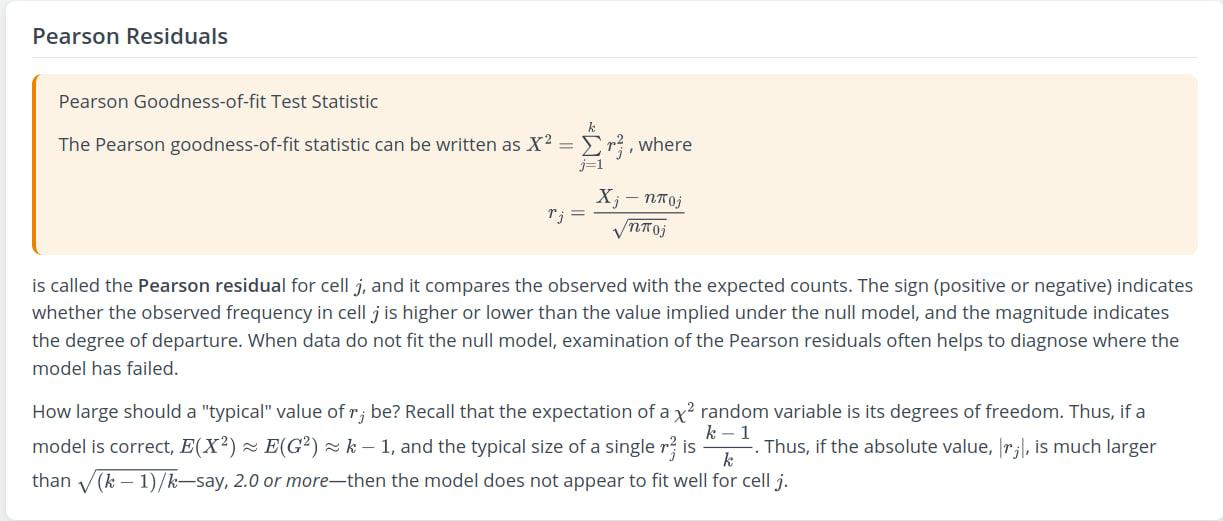 Pearson Residuals
Pearson Goodness-of-fit Test Statistic
The Pearson goodness-of-fit statistic can be written as $X^2 = \sum_{j=1}^{k} r_j^2$, where
$r_j = \frac{X_j - n\pi_{0j}}{\sqrt{n\pi_{0j}}}$
is called the Pearson residual for cell $j$, and it compares the observed with the expected counts. The sign (positive or negative) indicates
whether the observed frequency in cell $j$ is higher or lower than the value implied under the null model, and the magnitude indicates
the degree of departure. When data do not fit the null model, examination of the Pearson residuals often helps to diagnose where the
model has failed.
How large should a "typical" value of $r_j$ be? Recall that the expectation of a $\chi^2$ random variable is its degrees of freedom. Thus, if a
model is correct, $E(X^2) \approx E(G^2) \approx k - 1$, and the typical size of a single $r_j^2$ is $\frac{k-1}{k}$. Thus, if the absolute value, $|r_j|$, is much larger
than $\sqrt{(k-1)/k}$—say, 2.0 or more—then the model does not appear to fit well for cell $j$.